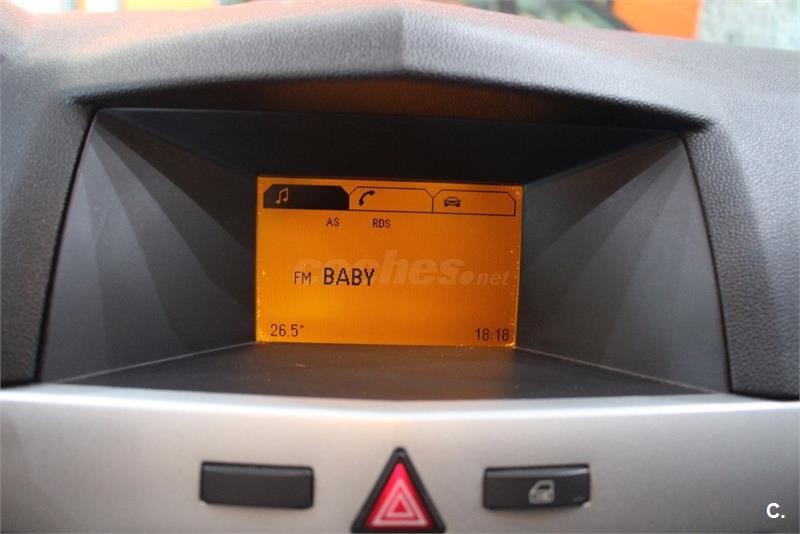 AS RDS
FM BABY
coches.net
26.5° 18:18
C.